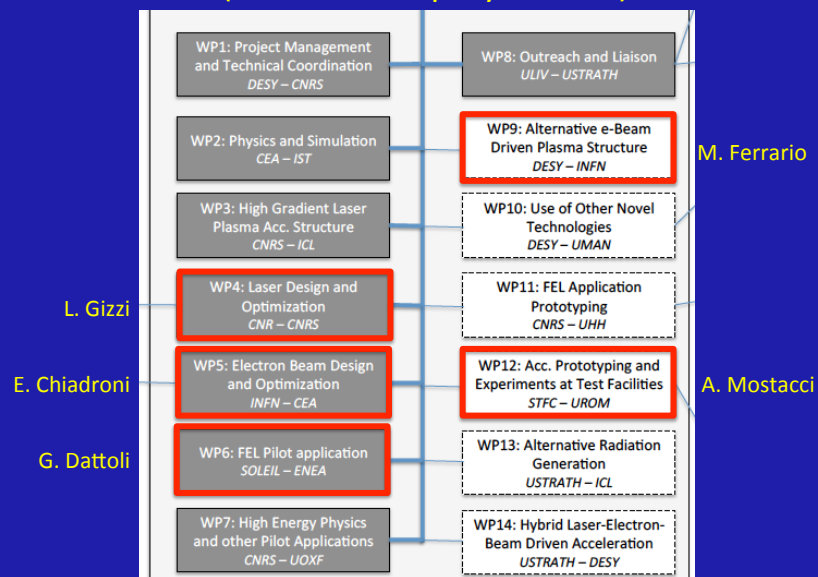 WP1: Project Management
and Technical Coordination
DESY – CNRS
WP8: Outreach and Liaison
ULIV – USTRATH
WP2: Physics and Simulation
CEA – IST
WP9: Alternative e-Beam
Driven Plasma Structure
DESY – INFN
M. Ferrario
WP3: High Gradient Laser
Plasma Acc. Structure
CNRS – ICL
WP10: Use of Other Novel
Technologies
DESY – UMAN
L. Gizzi
WP4: Laser Design and
Optimization
CNR – CNRS
WP11: FEL Application
Prototyping
CNRS – UHH
E. Chiadroni
WP5: Electron Beam Design
and Optimization
INFN – CEA
WP12: Acc. Prototyping and
Experiments at Test Facilities
STFC – UROM
A. Mostacci
G. Dattoli
WP6: FEL Pilot application
SOLEIL – ENEA
WP13: Alternative Radiation
Generation
USTRATH – ICL
WP7: High Energy Physics
and other Pilot Applications
CNRS – UOXF
WP14: Hybrid Laser-Electron-
Beam Driven Acceleration
USTRATH – DESY